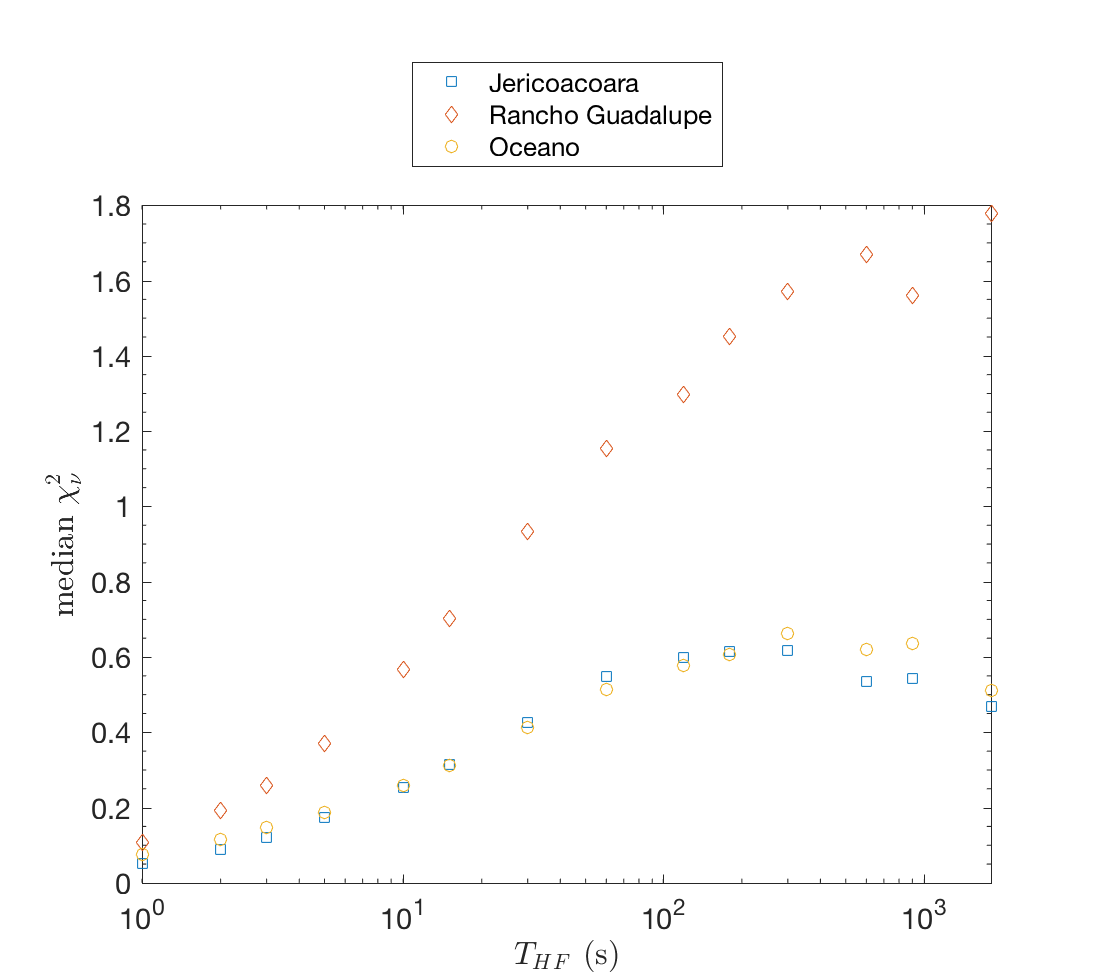 Jericoacoara
Rancho Guadalupe
Oceano
1.8
1.6
1.4
1.2
1
0.8
0.6
0.4
0.2
0
median χ²ᵥ
10⁰ 10¹ 10² 10³
T_HF (s)